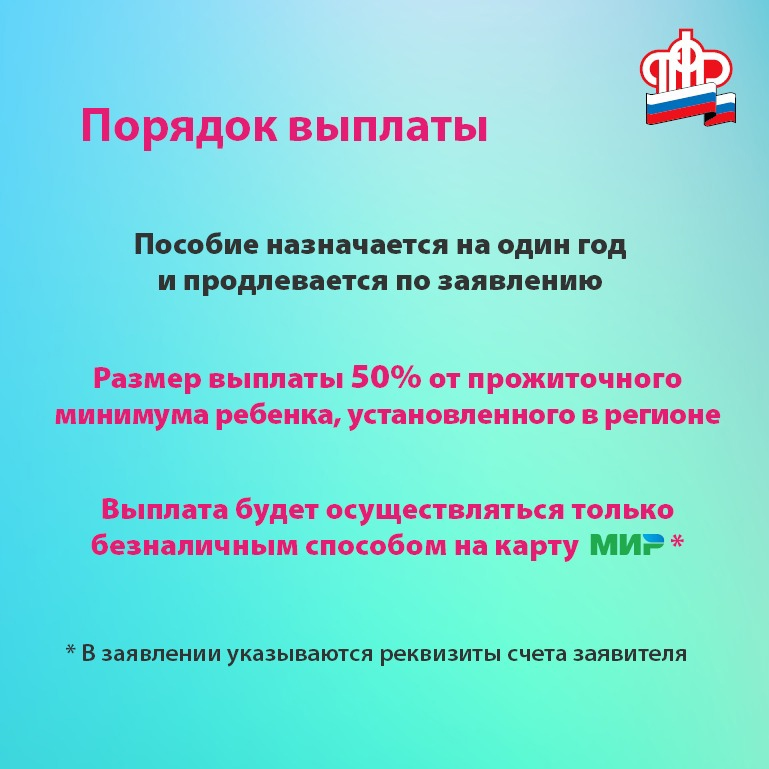 Порядок выплаты
Пособие назначается на один год
и продлевается по заявлению
Размер выплаты 50% от прожиточного
минимума ребенка, установленного в регионе
Выплата будет осуществляться только
безналичным способом на карту МИР *
* В заявлении указываются реквизиты счета заявителя